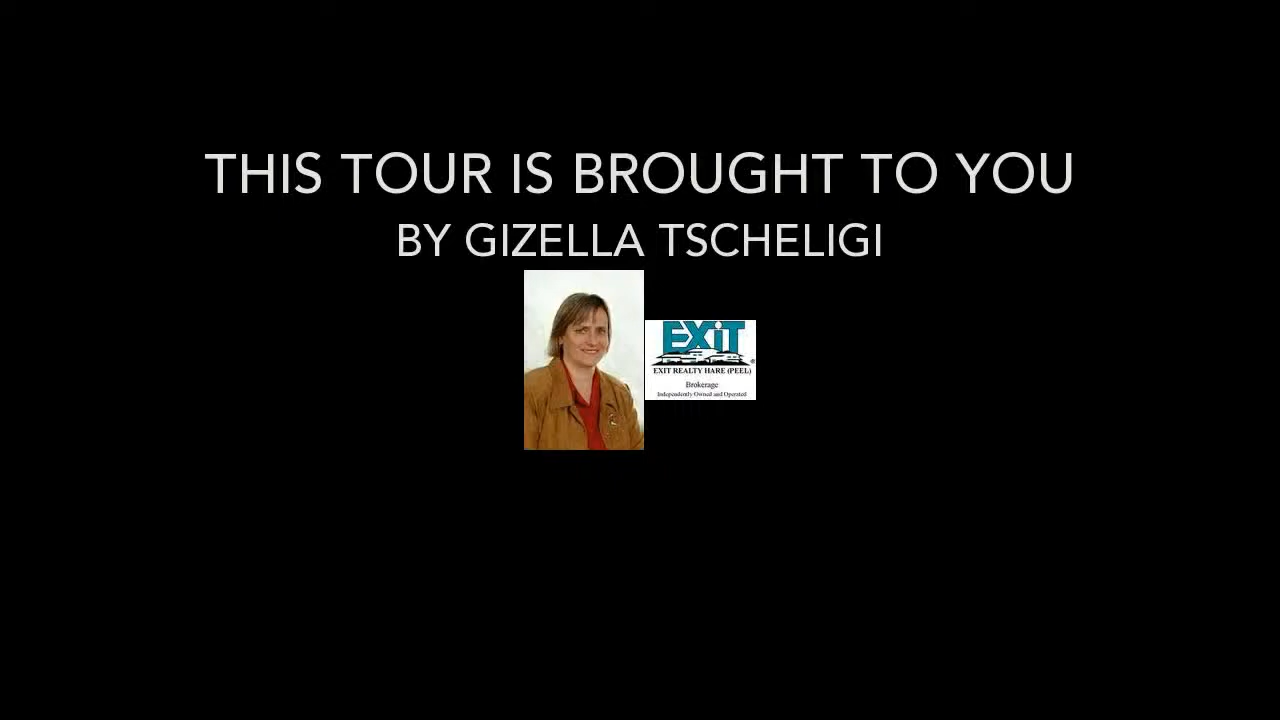 THIS TOUR IS BROUGHT TO YOU
BY GIZELLA TSCHELIGI
EXiT
EXIT REALTY HARE (PEEL)
Brokerage
Independently Owned and Operated